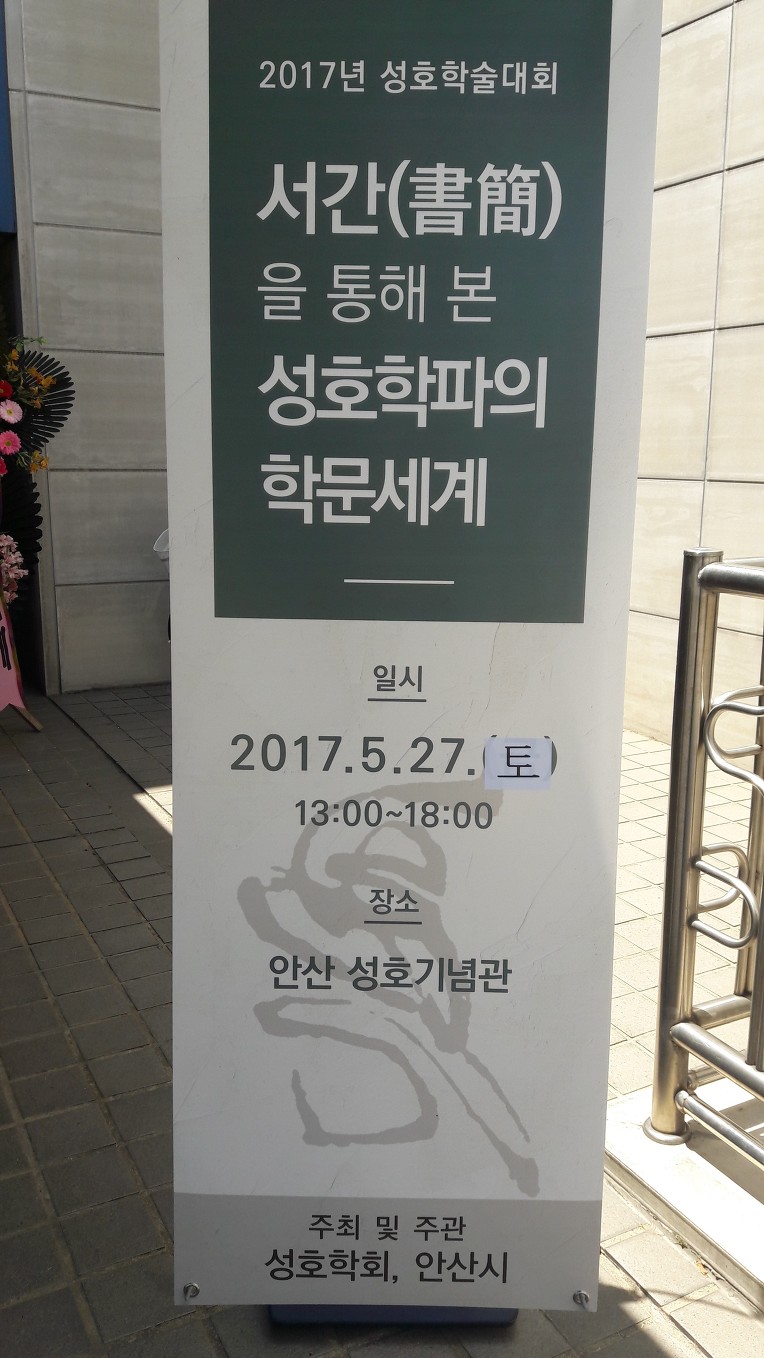 2017년 성호학술대회
서간(書簡)
을 통해 본
성호학파의
학문세계
일시
2017.5.27.(토)
13:00~18:00
장소
안산 성호기념관
주최 및 주관
성호학회, 안산시